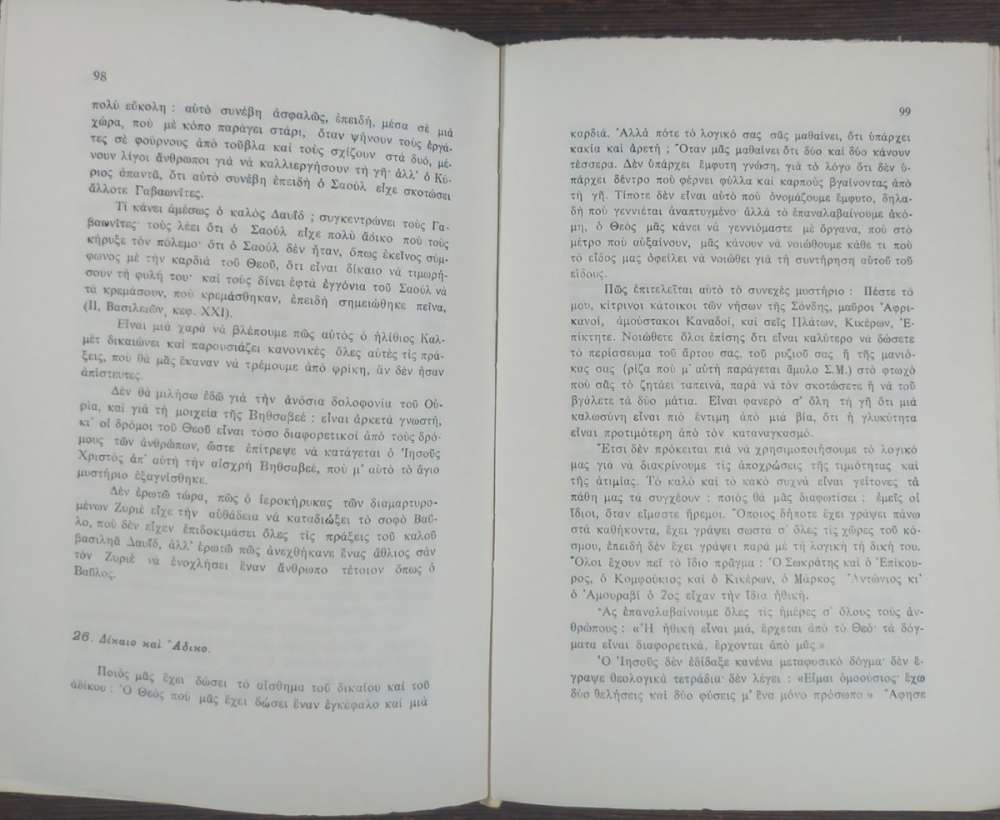 98
πολὺ εὔκολη : αὐτὸ συνέβη ἀσφαλῶς, ἐπειδή, μέσα σὲ μιὰ
χώρα, ποὺ μὲ κόπο παράγει στάρι, ὅταν ψήνουν τοὺς ἐργά-
τες σὲ φούρνους ἀπὸ τοῦβλα καὶ τοὺς σχίζουν στὰ δυό, μέ-
νουν λίγοι ἄνθρωποι γιὰ νὰ καλλιεργήσουν τὴ γῆ· ἀλλ' ὁ Κύ-
ριος ἀπαντᾶ, ὅτι αὐτὸ συνέβη ἐπειδὴ ὁ Σαοὺλ εἶχε σκοτώσει
ἄλλοτε Γαβαωνῖτες.
Τί κάνει ἀμέσως ὁ καλὸς Δαυΐδ ; συγκεντρώνει τοὺς Γα-
βαωνῖτες τοὺς λέει ὅτι ὁ Σαοὺλ εἶχε πολὺ ἄδικο ποὺ τοὺς
κήρυξε τὸν πόλεμο· ὅτι ὁ Σαοὺλ δὲν ἦταν, ὅπως ἐκεῖνος σύμ-
φωνος μὲ τὴν καρδιὰ τοῦ Θεοῦ, ὅτι εἶναι δίκαιο νὰ τιμωρή-
σουν τὴ φυλή του· καὶ τοὺς δίνει ἑφτὰ ἐγγόνια τοῦ Σαοὺλ νὰ
τὰ κρεμάσουν, ποὺ κρεμάσθηκαν, ἐπειδὴ σημειώθηκε πεῖνα,
(ΙΙ, Βασιλειῶν, κεφ. ΧΧΙ).
Εἶναι μιὰ χαρὰ νὰ βλέπουμε πῶς αὐτὸς ὁ ἠλίθιος Καλ-
μὲτ δικαιώνει καὶ παρουσιάζει κανονικὲς ὅλες αὐτὲς τὶς πρά-
ξεις, ποὺ θὰ μᾶς ἔκαναν νὰ τρέμουμε ἀπὸ φρίκη, ἂν δὲν ἦσαν
ἀπίστευτες.
Δὲν θὰ μιλήσω ἐδῶ γιὰ τὴν ἀνόσια δολοφονία τοῦ Οὐ-
ρία, καὶ γιὰ τὴ μοιχεία τῆς Βηθσαβεέ : εἶναι ἀρκετὰ γνωστή,
κι' οἱ δρόμοι τοῦ Θεοῦ εἶναι τόσο διαφορετικοὶ ἀπὸ τοὺς δρό-
μους τῶν ἀνθρώπων, ὥστε ἐπίτρεψε νὰ κατάγεται ὁ Ἰησοῦς
Χριστὸς ἀπ' αὐτὴ τὴν αἰσχρὴ Βηθσαβεέ, ποὺ μ' αὐτὸ τὸ ἅγιο
μυστήριο ἐξαγνίσθηκε.
Δὲν ἐρωτῶ τώρα, πῶς ὁ ἱεροκήρυκας τῶν διαμαρτυρο-
μένων Ζυριὲ εἶχε τὴν αὐθάδεια νὰ καταδιώξει τὸ σοφὸ Βαῦ-
λο, ποὺ δὲν εἶχεν ἐπιδοκιμάσει ὅλες τὶς πράξεις τοῦ καλοῦ
βασιληᾶ Δαυΐδ, ἀλλ' ἐρωτῶ πῶς ἀνεχθήκανε ἕνας ἄθλιος σὰν
τὸν Ζυριὲ νὰ ἐνοχλήσει ἕναν ἄνθρωπο τέτοιον ὅπως ὁ
Βαῦλος.
26. Δίκαιο καὶ Ἄδικο.
Ποιὸς μᾶς ἔχει δώσει τὸ αἴσθημα τοῦ δικαίου καὶ τοῦ
ἀδίκου : Ὁ Θεὸς ποὺ μᾶς ἔχει δώσει ἕναν ἐγκέφαλο καὶ μιὰ
99
καρδιά. Ἀλλὰ πότε τὸ λογικό σας σᾶς μαθαίνει, ὅτι ὑπάρχει
κακία καὶ ἀρετή ; Ὅταν μᾶς μαθαίνει ὅτι δυὸ καὶ δύο κάνουν
τέσσερα. Δὲν ὑπάρχει ἔμφυτη γνώση, γιὰ τὸ λόγο ὅτι δὲν ὑ-
πάρχει δέντρο ποὺ φέρνει φύλλα καὶ καρποὺς βγαίνοντας ἀπὸ
τὴ γῆ. Τίποτε δὲν εἶναι αὐτὸ ποὺ ὀνομάζουμε ἔμφυτο, δηλα-
δὴ ποὺ γεννιέται ἀναπτυγμένο· ἀλλὰ τὸ ἐπαναλαβαίνουμε ἀκό-
μη, ὁ Θεὸς μᾶς κάνει νὰ γεννιόμαστε μὲ ὄργανα, ποὺ στὸ
μέτρο ποὺ αὐξαίνουν, μᾶς κάνουν νὰ νοιώθουμε κάθε τι ποὺ
τὸ εἶδος μας ὀφείλει νὰ νοιώθει γιὰ τὴ συντήρηση αὐτοῦ τοῦ
εἴδους.
Πῶς ἐπιτελεῖται αὐτὸ τὸ συνεχὲς μυστήριο : Πέστε τό
μου, κίτρινοι κάτοικοι τῶν νήσων τῆς Σόνδης, μαῦροι Ἀφρι-
κανοί, ἀμούστακοι Καναδοί, καὶ σεῖς Πλάτων, Κικέρων, Ἐ-
πίκτητε. Νοιώθετε ὅλοι ἐπίσης ὅτι εἶναι καλύτερο νὰ δώσετε
τὸ περίσσευμα τοῦ ἄρτου σας, τοῦ ρυζιοῦ σας ἢ τῆς μανιό-
κας σας (ρίζα ποὺ μ' αὐτὴ παράγεται ἄμυλο Σ.Μ.) στὸ φτωχὸ
ποὺ σᾶς τὸ ζητάει ταπεινά, παρὰ νὰ τὸν σκοτώσετε ἢ νὰ τοῦ
βγάλετε τὰ δύο μάτια. Εἶναι φανερὸ σ' ὅλη τὴ γῆ ὅτι μιὰ
καλωσύνη εἶναι πιὸ ἔντιμη ἀπὸ μιὰ βία, ὅτι ἡ γλυκύτητα
εἶναι προτιμότερη ἀπὸ τὸν καταναγκασμό.
Ἔτσι δὲν πρόκειται πιὰ νὰ χρησιμοποιήσουμε τὸ λογικό
μας γιὰ νὰ διακρίνουμε τὶς ἀποχρώσεις τῆς τιμιότητας καὶ
τῆς ἀτιμίας. Τὸ καλὸ καὶ τὸ κακὸ συχνὰ εἶναι γείτονες τὰ
πάθη μας τὰ συγχέουν : ποιὸς θὰ μᾶς διαφωτίσει : ἐμεῖς οἱ
ἴδιοι, ὅταν εἴμαστε ἤρεμοι. Ὅποιος δήποτε ἔχει γράψει πάνω
στὰ καθήκοντα, ἔχει γράψει σωστὰ σ' ὅλες τὶς χῶρες τοῦ κό-
σμου, ἐπειδὴ δὲν ἔχει γράψει παρὰ μὲ τὴ λογικὴ τὴ δική του.
Ὅλοι ἔχουν πεῖ τὸ ἴδιο πρᾶγμα : Ὁ Σωκράτης καὶ ὁ Ἐπίκου-
ρος, ὁ Κομφούκιος καὶ ὁ Κικέρων, ὁ Μάρκος Ἀντώνιος κι'
ὁ Ἀμουραβὶ ὁ 2ος εἶχαν τὴν ἴδια ἠθική.
Ἂς ἐπαναλαβαίνουμε ὅλες τὶς ἡμέρες σ' ὅλους τοὺς ἀν-
θρώπους : «Ἡ ἠθικὴ εἶναι μιά, ἔρχεται ἀπὸ τὸ Θεό· τὰ δόγ-
ματα εἶναι διαφορετικά, ἔρχονται ἀπὸ μᾶς.»
Ὁ Ἰησοῦς δὲν ἐδίδαξε κανένα μεταφυσικὸ δόγμα· δὲν ἔ-
γραψε θεολογικὰ τετράδια· δὲν λέγει : «Εἶμαι ὁμοούσιος· ἔχω
δύο θελήσεις καὶ δύο φύσεις μ' ἕνα μόνο πρόσωπο.» Ἄφησε